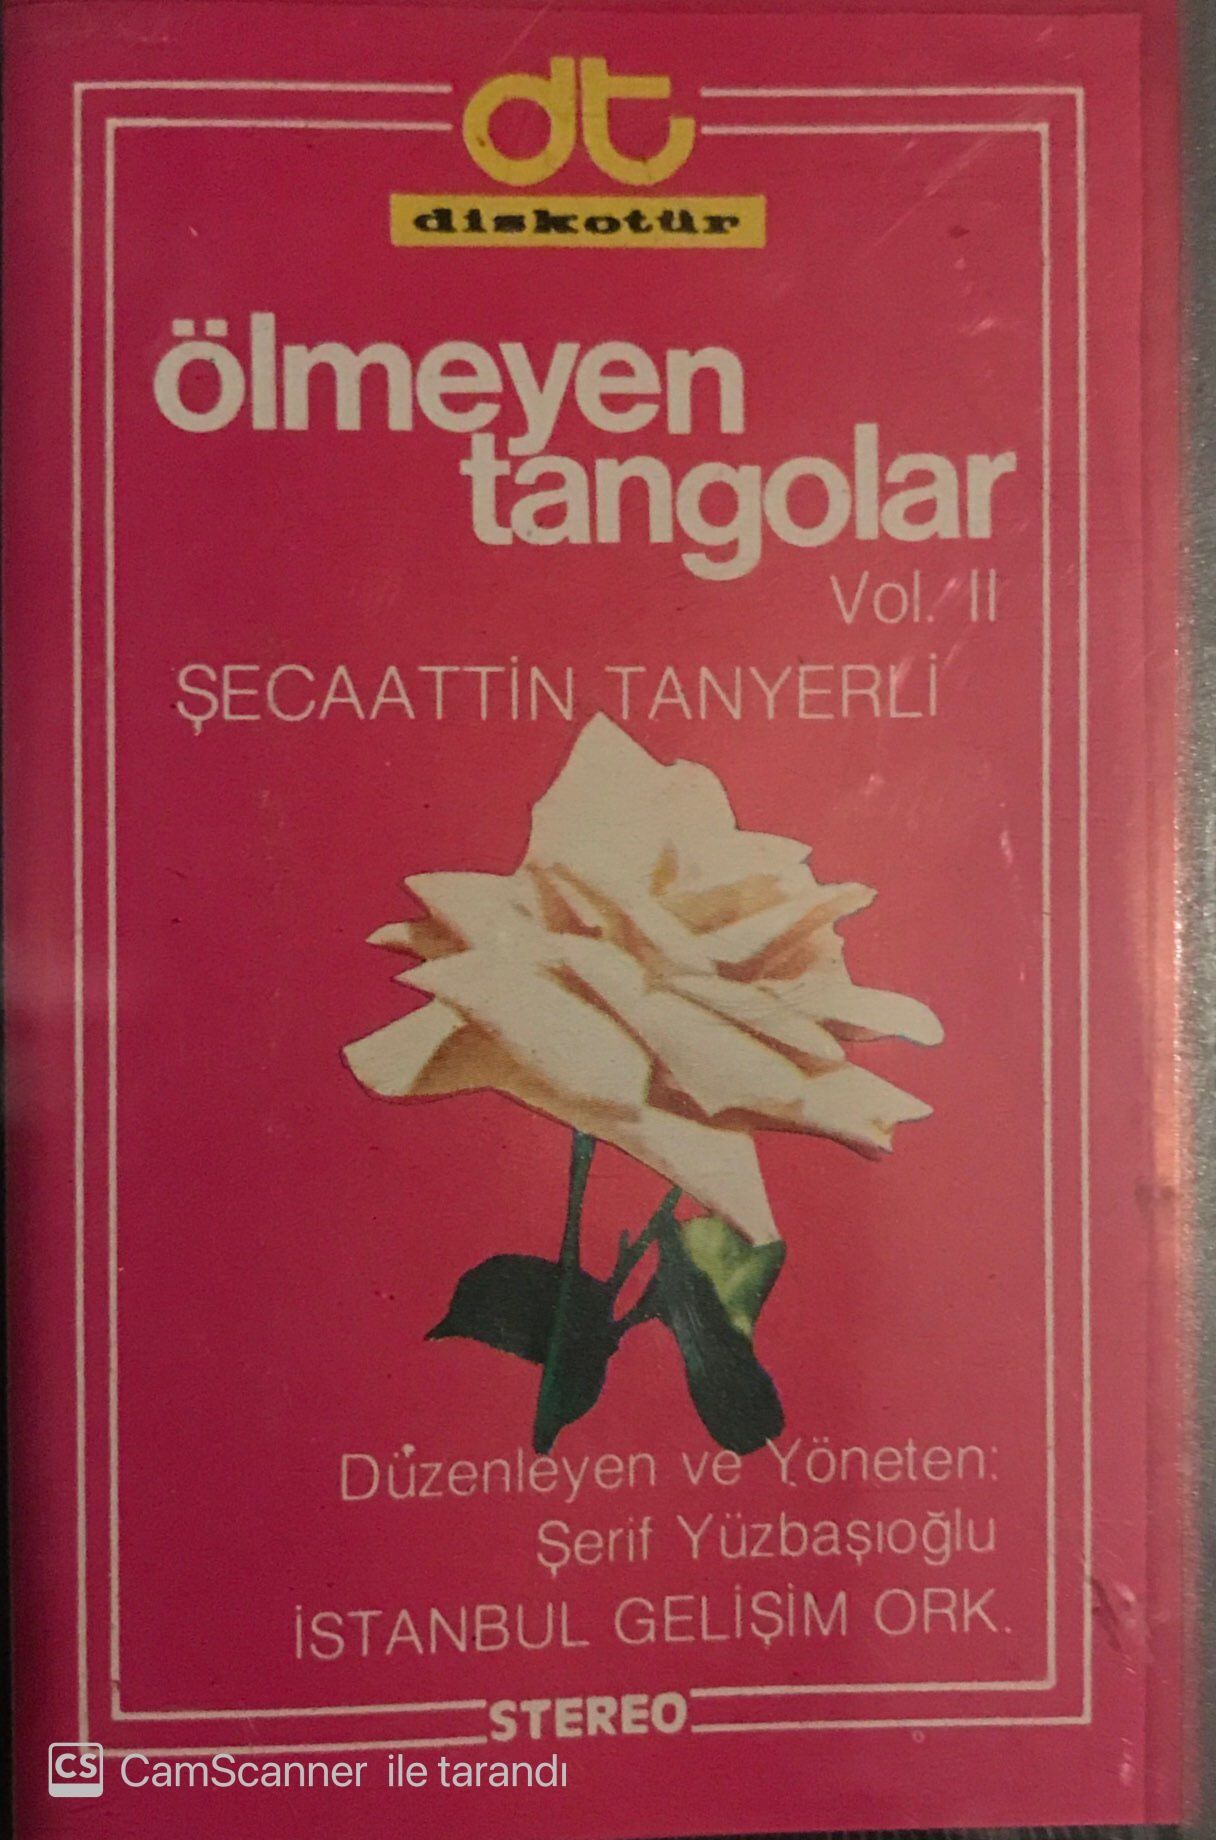 dt
diskotür
ölmeyen
tangolar
Vol. II
ŞECAATTİN TANYERLİ
Düzenleyen ve Yöneten:
Şerif Yüzbaşıoğlu
İSTANBUL GELİŞİM ORK.
STEREO
CS CamScanner ile tarandı